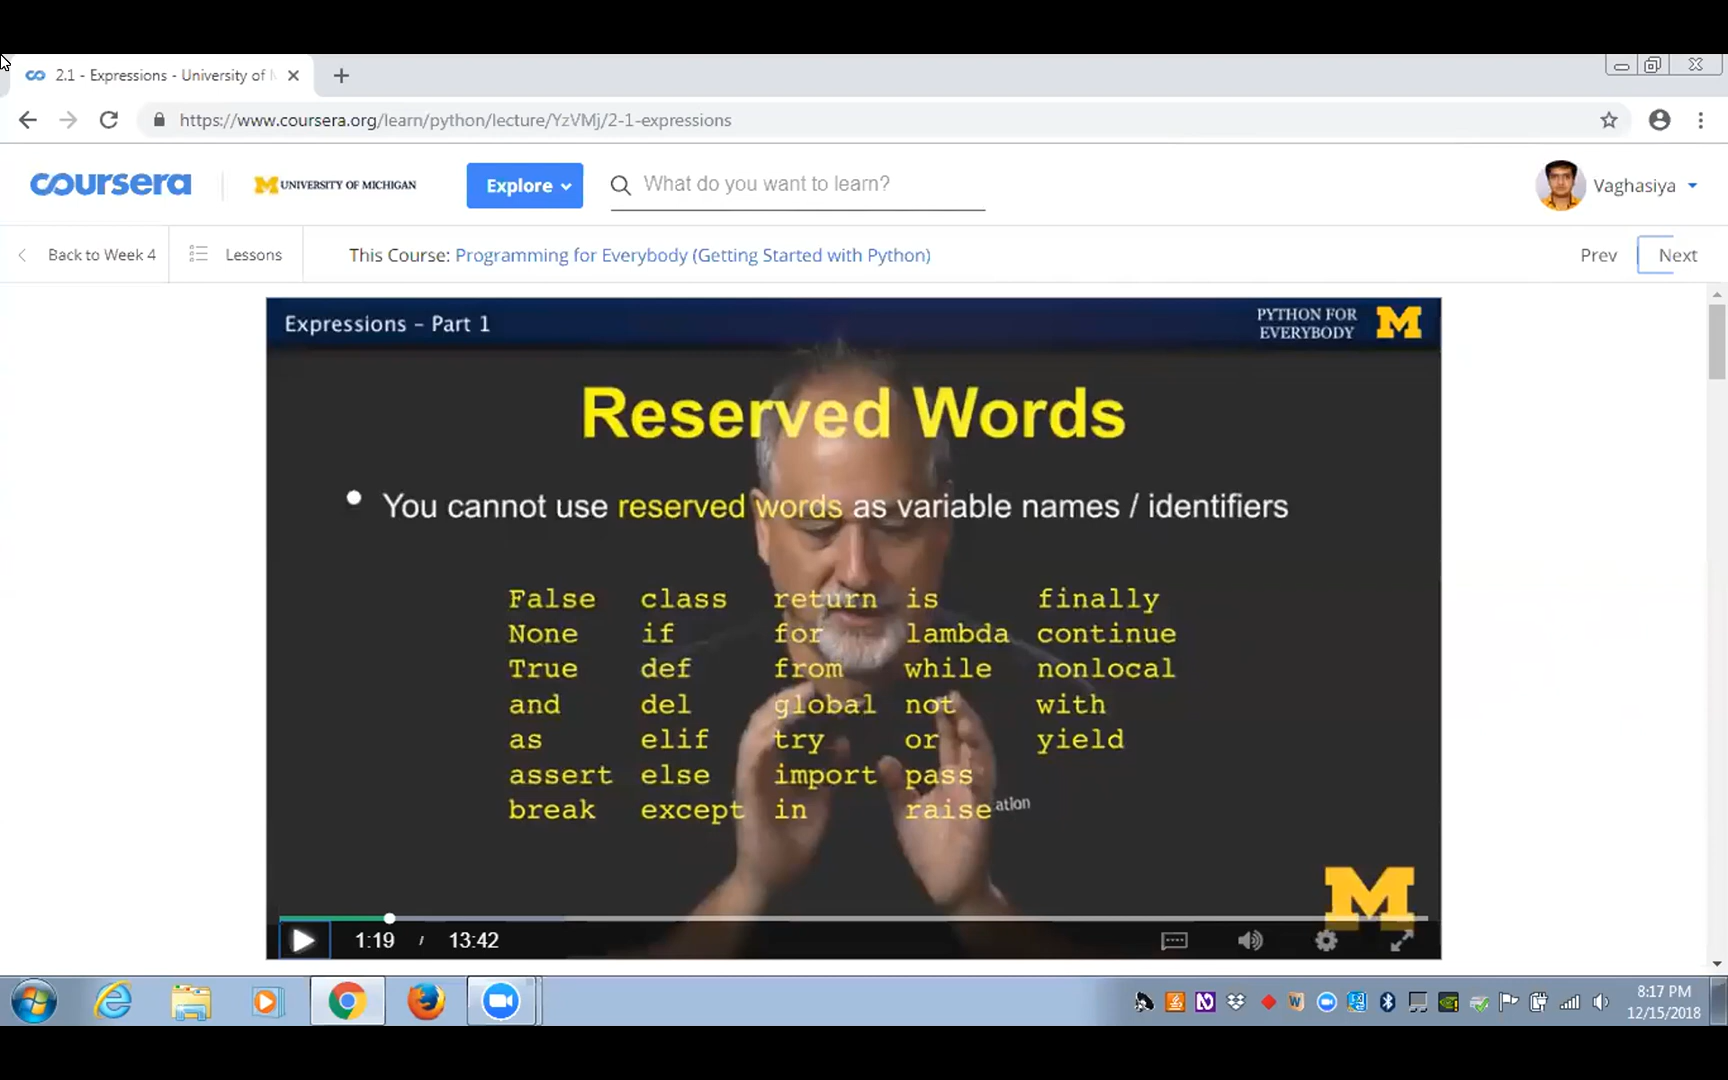 2.1 - Expressions - University of M
https://www.coursera.org/learn/python/lecture/YzVMj/2-1-expressions
coursera
M UNIVERSITY OF MICHIGAN
Explore
What do you want to learn?
Vaghasiya
Back to Week 4
Lessons
This Course: Programming for Everybody (Getting Started with Python)
Prev
Next
Expressions - Part 1
PYTHON FOR
EVERYBODY
M
Reserved Words
• You cannot use reserved words as variable names / identifiers
False class return is finally
None if for lambda continue
True def from while nonlocal
and del global not with
as elif try or yield
assert else import pass
break except in raise
ation
M
1:19 / 13:42
8:17 PM
12/15/2018